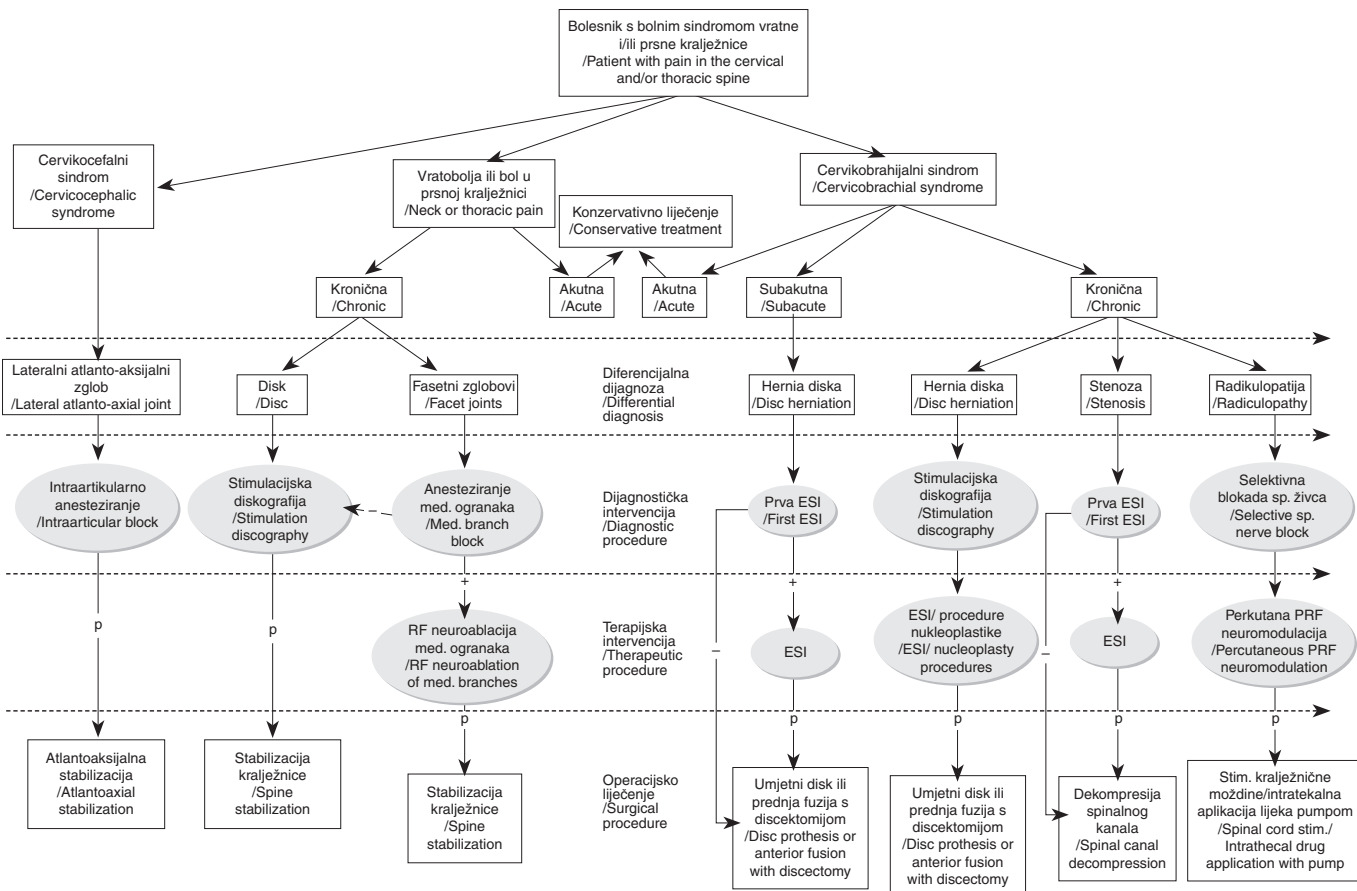 Bolesnik s bolnim sindromom vratne
i/ili prsne kralježnice
/Patient with pain in the cervical
and/or thoracic spine
Cervikocefalni
sindrom
/Cervicocephalic
syndrome
Vratobolja ili bol u
prsnoj kralježnici
/Neck or thoracic pain
Konzervativno liječenje
/Conservative treatment
Cervikobrahijalni sindrom
/Cervicobrachial syndrome
Kronična
/Chronic
Akutna
/Acute
Akutna
/Acute
Subakutna
/Subacute
Kronična
/Chronic
Lateralni atlanto-aksijalni
zglob
/Lateral atlanto-axial joint
Disk
/Disc
Fasetni zglobovi
/Facet joints
Diferencijalna
dijagnoza
/Differential
diagnosis
Hernia diska
/Disc herniation
Hernia diska
/Disc herniation
Stenoza
/Stenosis
Radikulopatija
/Radiculopathy
Intraartikularno
anesteziranje
/Intraarticular block
Stimulacijska
diskografija
/Stimulation
discography
Anesteziranje
med. ogranaka
/Med. branch
block
Dijagnostička
intervencija
/Diagnostic
procedure
Prva ESI
/First ESI
Stimulacijska
diskografija
/Stimulation
discography
Prva ESI
/First ESI
Selektivna
blokada sp. živca
/Selective sp.
nerve block
+
+
+
p
p
RF neuroablacija
med. ogranaka
/RF neuroablation
of med. branches
Terapijska
intervencija
/Therapeutic
procedure
–
ESI
ESI/ procedure
nukleoplastike
/ESI/ nucleoplasty
procedures
–
ESI
Perkutana PRF
neuromodulacija
/Percutaneous PRF
neuromodulation
p
p
p
p
p
Atlantoaksijalna
stabilizacija
/Atlantoaxial
stabilization
Stabilizacija
kralježnice
/Spine
stabilization
Stabilizacija
kralježnice
/Spine
stabilization
Operacijsko
liječenje
/Surgical
procedure
Umjetni disk ili
prednja fuzija s
discektomijom
/Disc prothesis or
anterior fusion
with discectomy
Umjetni disk ili
prednja fuzija s
discektomijom
/Disc prothesis or
anterior fusion
with discectomy
Dekompresija
spinalnog
kanala
/Spinal canal
decompression
Stim. kralježnične
moždine/intratekalna
aplikacija lijeka pumpom
/Spinal cord stim./
Intrathecal drug
application with pump